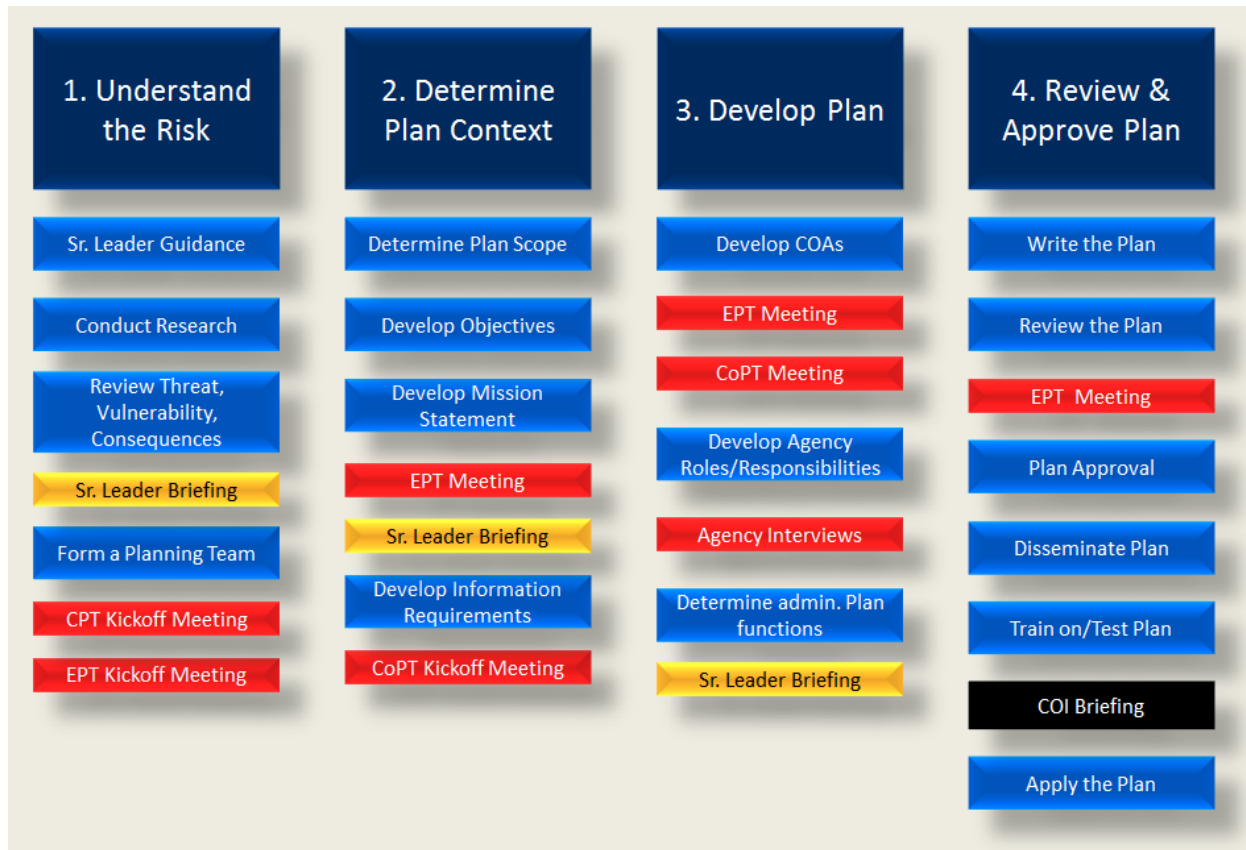 1. Understand
the Risk
Sr. Leader Guidance
Conduct Research
Review Threat,
Vulnerability,
Consequences
Sr. Leader Briefing
Form a Planning Team
CPT Kickoff Meeting
EPT Kickoff Meeting
2. Determine
Plan Context
Determine Plan Scope
Develop Objectives
Develop Mission
Statement
EPT Meeting
Sr. Leader Briefing
Develop Information
Requirements
CoPT Kickoff Meeting
3. Develop Plan
Develop COAs
EPT Meeting
CoPT Meeting
Develop Agency
Roles/Responsibilities
Agency Interviews
Determine admin. Plan
functions
Sr. Leader Briefing
4. Review &
Approve Plan
Write the Plan
Review the Plan
EPT Meeting
Plan Approval
Disseminate Plan
Train on/Test Plan
COI Briefing
Apply the Plan